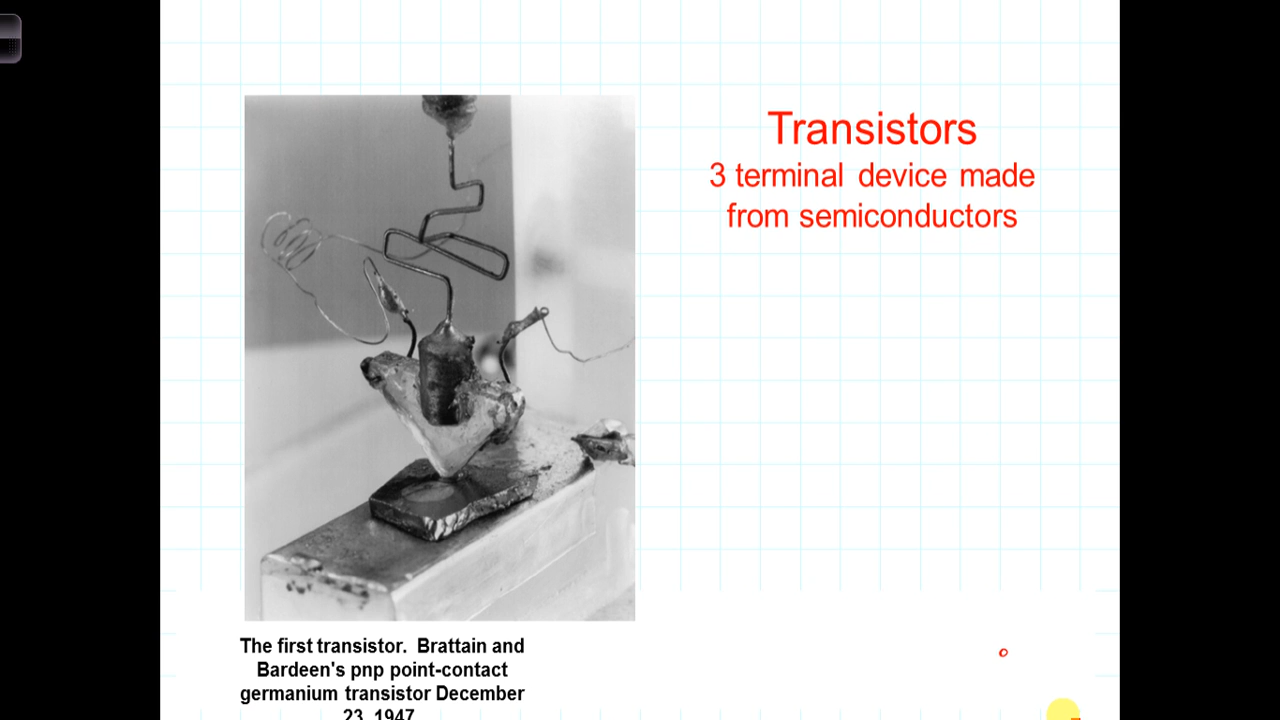 Transistors
3 terminal device made
from semiconductors
The first transistor. Brattain and
Bardeen's pnp point-contact
germanium transistor December
23, 1947